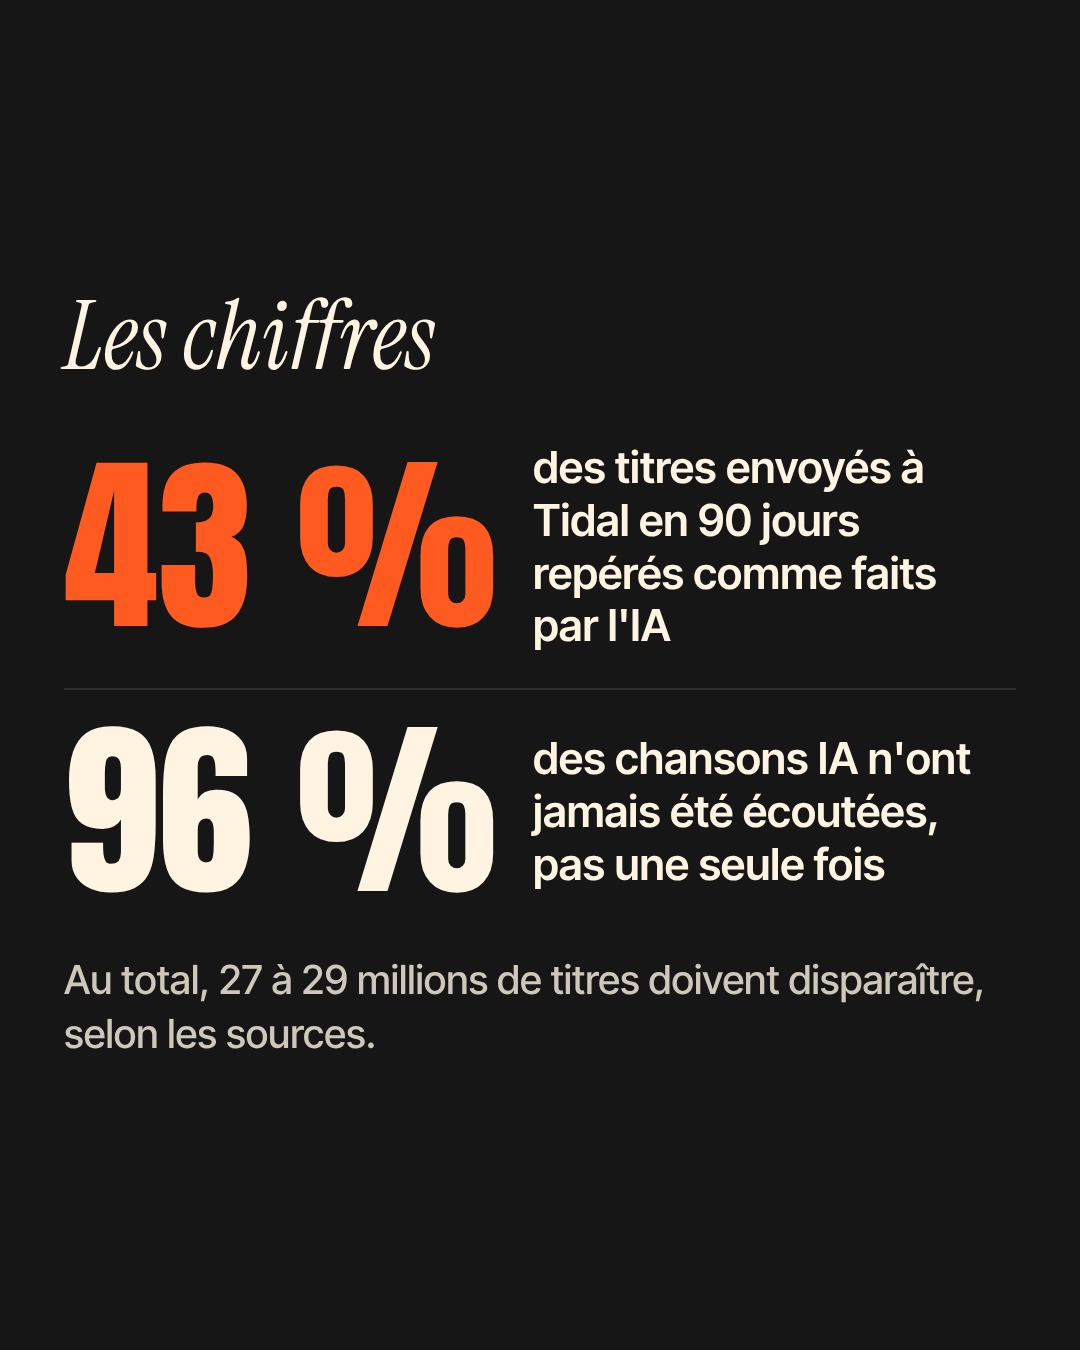 Les chiffres
43 %
des titres envoyés à
Tidal en 90 jours
repérés comme faits
par l'IA
96 %
des chansons IA n'ont
jamais été écoutées,
pas une seule fois
Au total, 27 à 29 millions de titres doivent disparaître,
selon les sources.